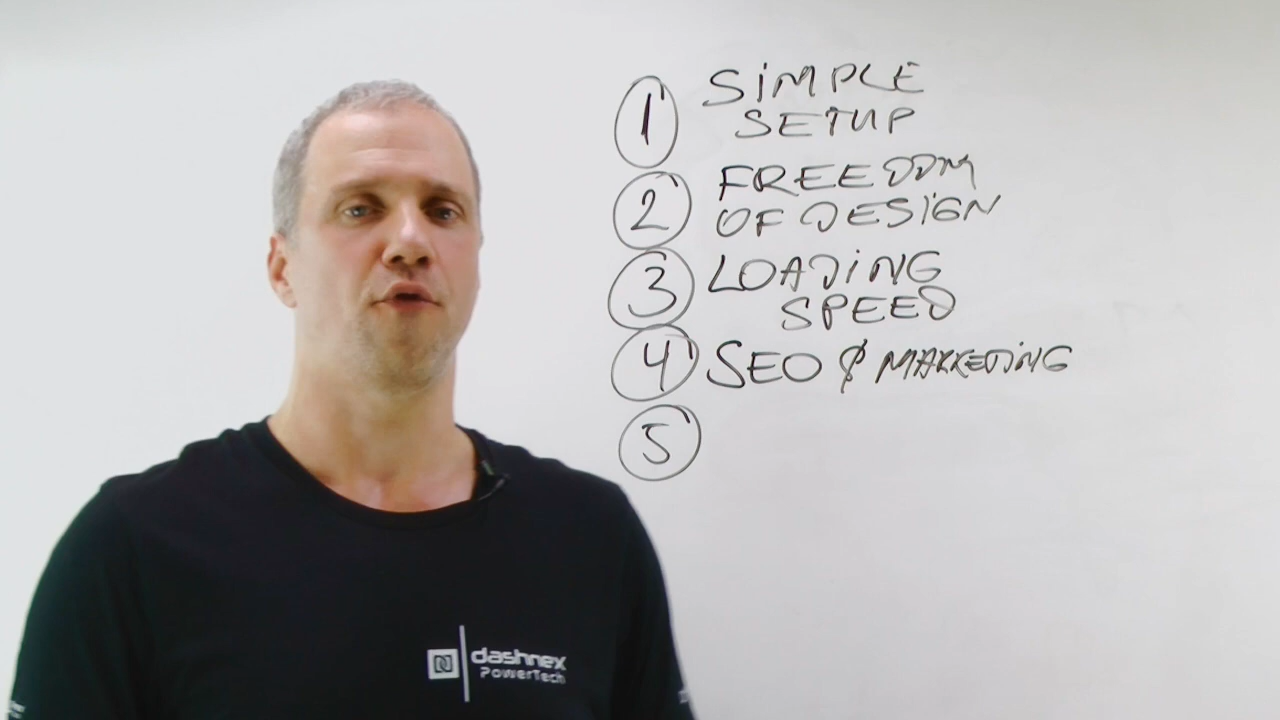 1 SiMPLE
SETUP
2 FREEDOM
OF DESiGN
3 LOADiNG
SPEED
4 SEO & MARKETiNG
5
dashnex
PowerTech